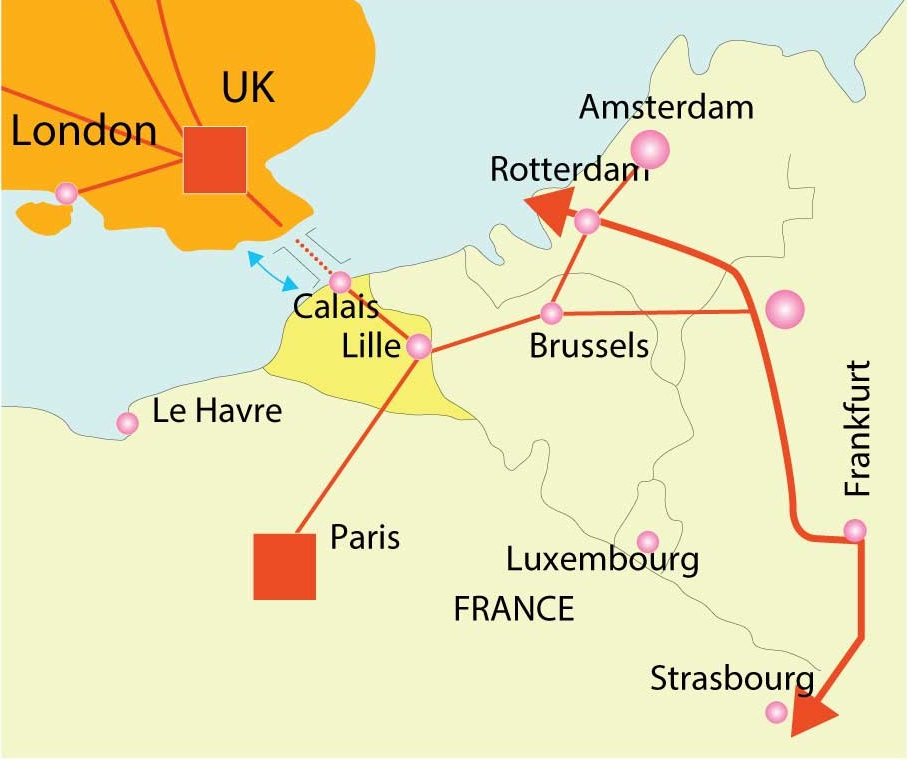 UK
London
Amsterdam
Rotterdam
Calais
Lille
Brussels
Le Havre
Frankfurt
Paris
Luxembourg
FRANCE
Strasbourg